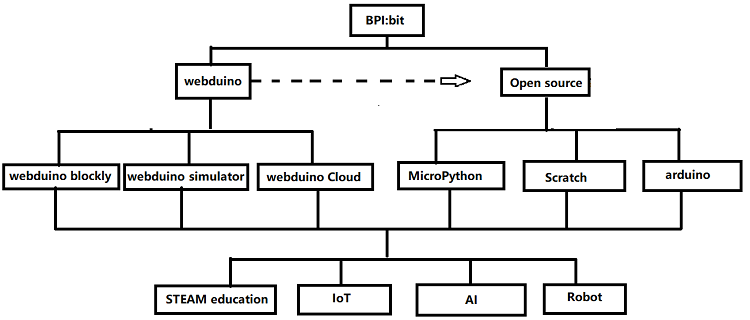 BPI:bit
webduino
Open source
webduino blockly
webduino simulator
webduino Cloud
MicroPython
Scratch
arduino
STEAM education
IoT
AI
Robot